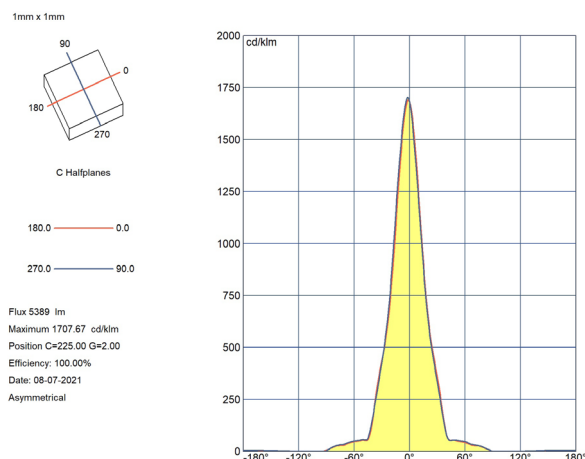 1mm x 1mm
90
0
180
270
C Halfplanes
180.0 0.0
270.0 90.0
Flux 5389 lm
Maximum 1707.67 cd/klm
Position C=225.00 G=2.00
Efficiency: 100.00%
Date: 08-07-2021
Asymmetrical
cd/klm
2000
1750
1500
1250
1000
750
500
250
0
-180° -120° -60° 0° 60° 120° 180°